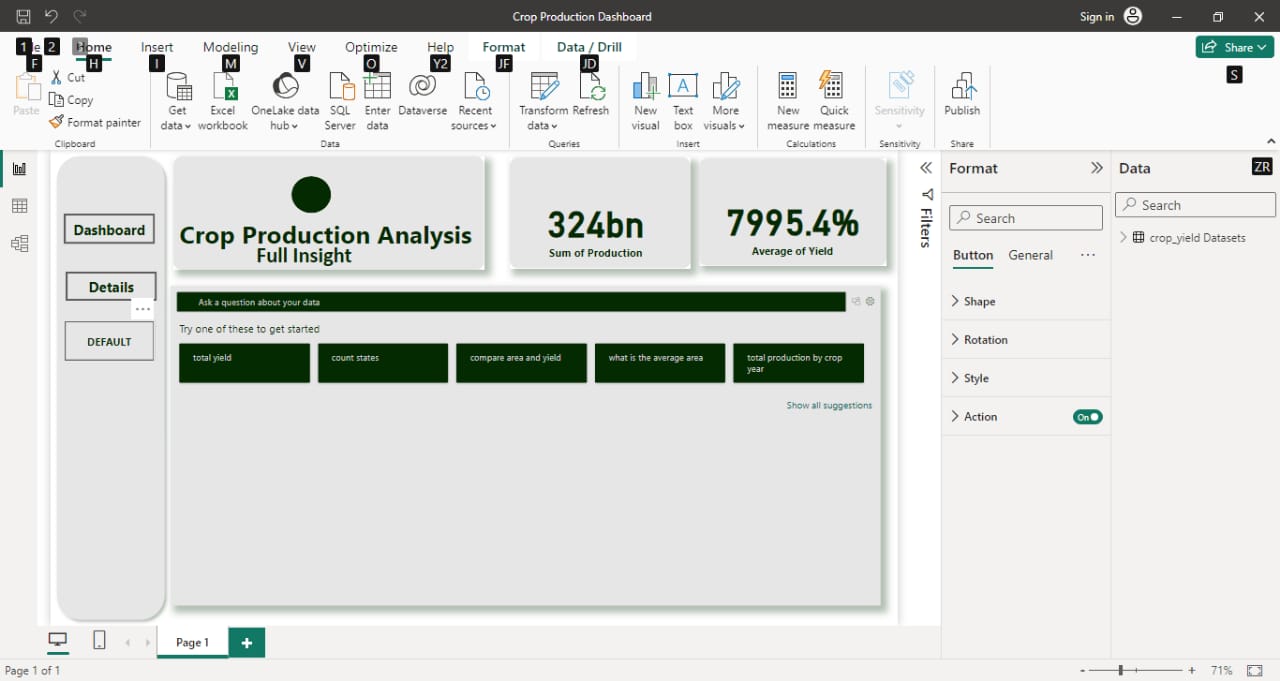 Crop Production Dashboard
Sign in
1 2
Home
Insert
Modeling
View
Optimize
Help
Format
Data / Drill
Share
F
H
I
M
V
O
Y2
JF
JD
S
Paste
Cut
Copy
Format painter
Get data
Excel workbook
OneLake data hub
SQL Server
Enter data
Dataverse
Recent sources
Transform data
Refresh
New visual
Text box
More visuals
New measure
Quick measure
Sensitivity
Publish
Clipboard
Data
Queries
Insert
Calculations
Sensitivity
Share
Dashboard
Details
...
DEFAULT
Crop Production Analysis
Full Insight
324bn
Sum of Production
7995.4%
Average of Yield
Ask a question about your data
Try one of these to get started
total yield
count states
compare area and yield
what is the average area
total production by crop
year
Show all suggestions
Filters
Format
Search
Button
General
...
Shape
Rotation
Style
Action
On
Data
ZR
Search
crop_yield Datasets
Page 1
+
Page 1 of 1
- +
71%